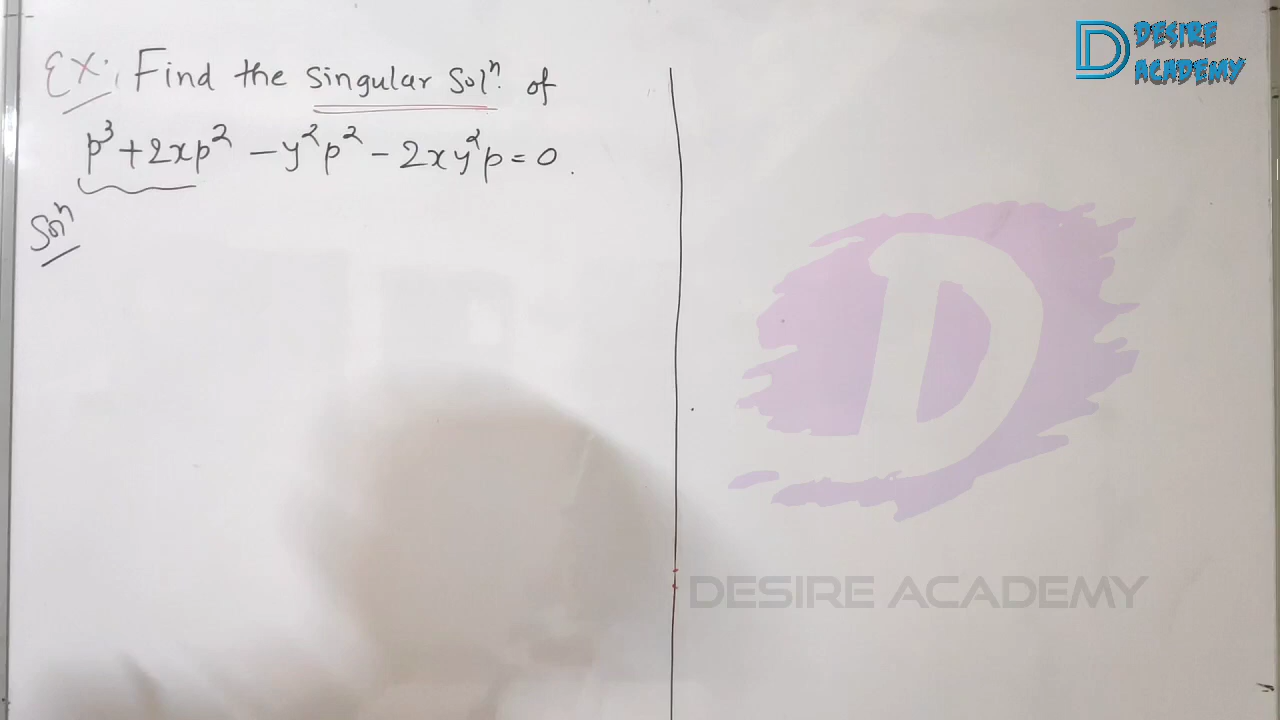 Ex:. Find the singular Solⁿ. of
p³ + 2xp² - y²p² - 2xy²p = 0.
Solⁿ
DESIRE
ACADEMY
DESIRE ACADEMY